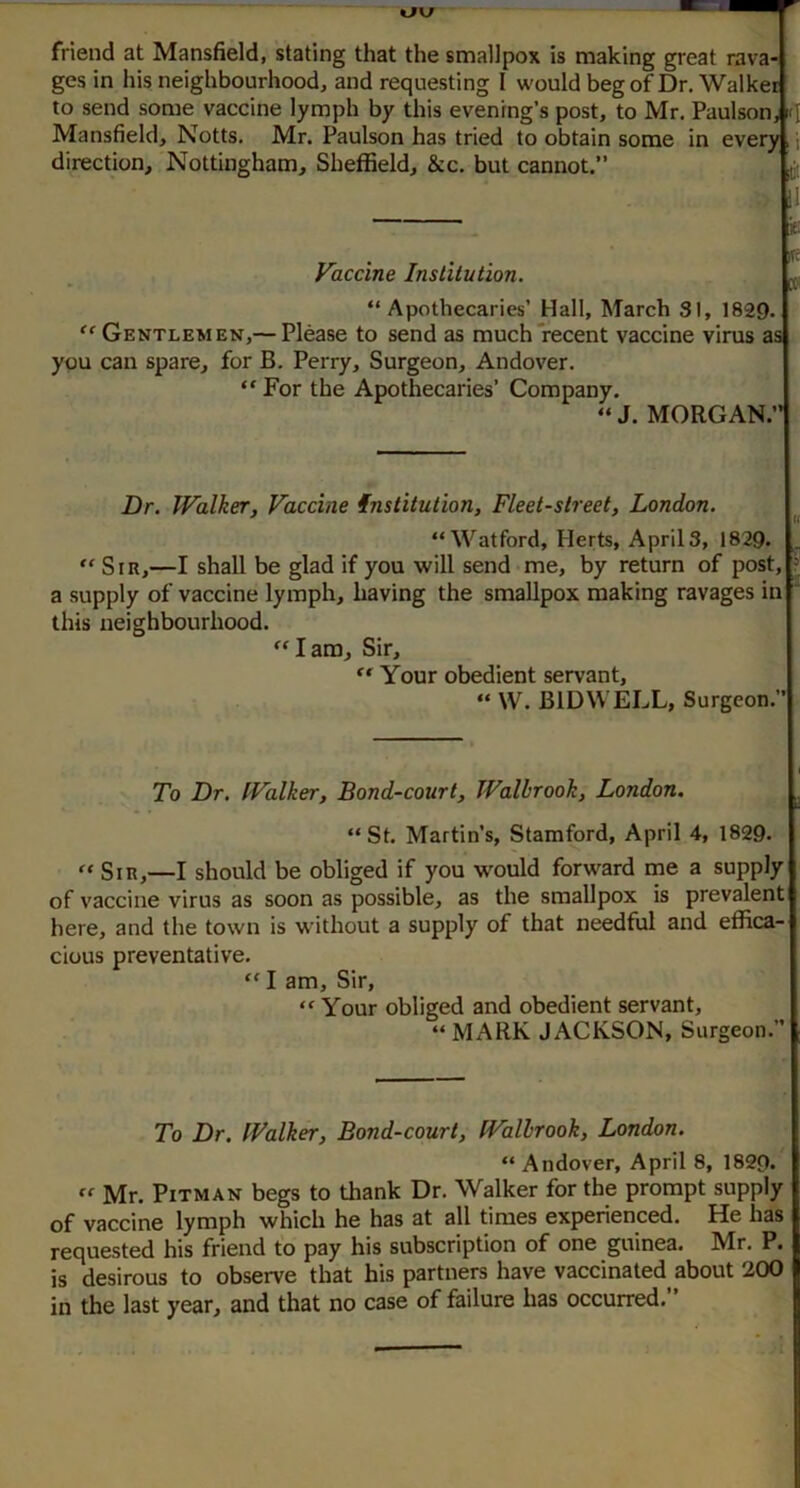 friend at Mansfield, stating that the smallpox is making great rava-
ges in his neighbourhood, and requesting I would beg of Dr. Walker
to send some vaccine lymph by this evening's post, to Mr. Paulson,
Mansfield, Notts. Mr. Paulson has tried to obtain some in every
direction, Nottingham, Sheffield, &c. but cannot."
Vaccine Institution.
"Apothecaries' Hall, March 31, 1829.
"GENTLEMEN,—Please to send as much recent vaccine virus as
you can spare, for B. Perry, Surgeon, Andover.
"For the Apothecaries' Company.
"J. MORGAN."
Dr. Walker, Vaccine Institution, Fleet-street, London.
"Watford, Herts, April 3, 1829.
"SIR,—I shall be glad if you will send me, by return of post,
a supply of vaccine lymph, having the smallpox making ravages in
this neighbourhood.
"I am, Sir,
"Your obedient servant,
"W. BIDWELL, Surgeon."
To Dr. Walker, Bond-court, Walbrook, London.
"St. Martin's, Stamford, April 4, 1829.
"SIR,—I should be obliged if you would forward me a supply
of vaccine virus as soon as possible, as the smallpox is prevalent
here, and the town is without a supply of that needful and effica-
cious preventative.
"I am, Sir,
"Your obliged and obedient servant,
"MARK JACKSON, Surgeon."
To Dr. Walker, Bond-court, Walbrook, London.
"Andover, April 8, 1829.
"Mr. PITMAN begs to thank Dr. Walker for the prompt supply
of vaccine lymph which he has at all times experienced. He has
requested his friend to pay his subscription of one guinea. Mr. P.
is desirous to observe that his partners have vaccinated about 200
in the last year, and that no case of failure has occurred."